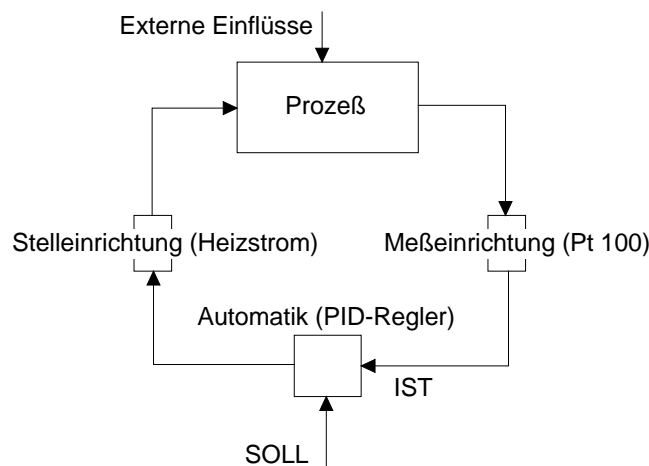 Externe Einflüsse
Prozeß
Stelleinrichtung (Heizstrom)
Meßeinrichtung (Pt 100)
Automatik (PID-Regler)
IST
SOLL